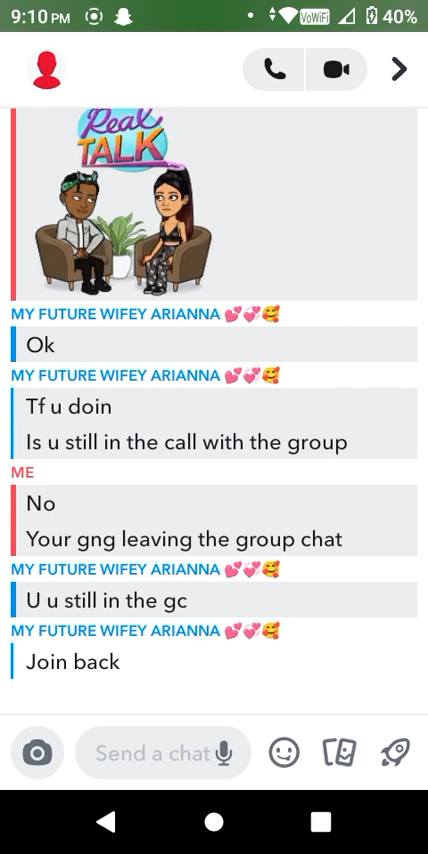 9:10 PM VoWiFi 40%
Real
TALK
MY FUTURE WIFEY ARIANNA 💕💞🥰
Ok
MY FUTURE WIFEY ARIANNA 💕💞🥰
Tf u doin
Is u still in the call with the group
ME
No
Your gng leaving the group chat
MY FUTURE WIFEY ARIANNA 💕💞🥰
U u still in the gc
MY FUTURE WIFEY ARIANNA 💕💞🥰
Join back
Send a chat